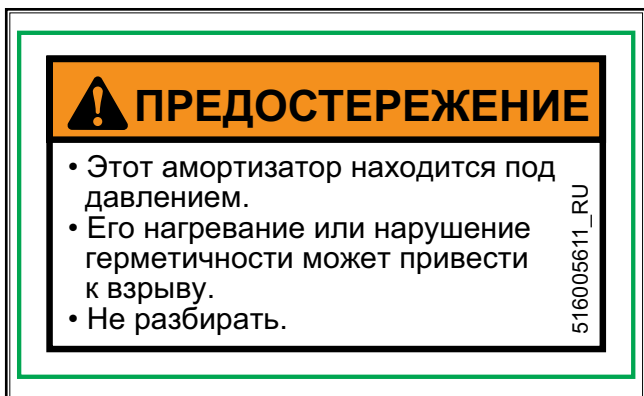 ПРЕДОСТЕРЕЖЕНИЕ
• Этот амортизатор находится под
давлением.
• Его нагревание или нарушение
герметичности может привести
к взрыву.
• Не разбирать.
516005611_RU